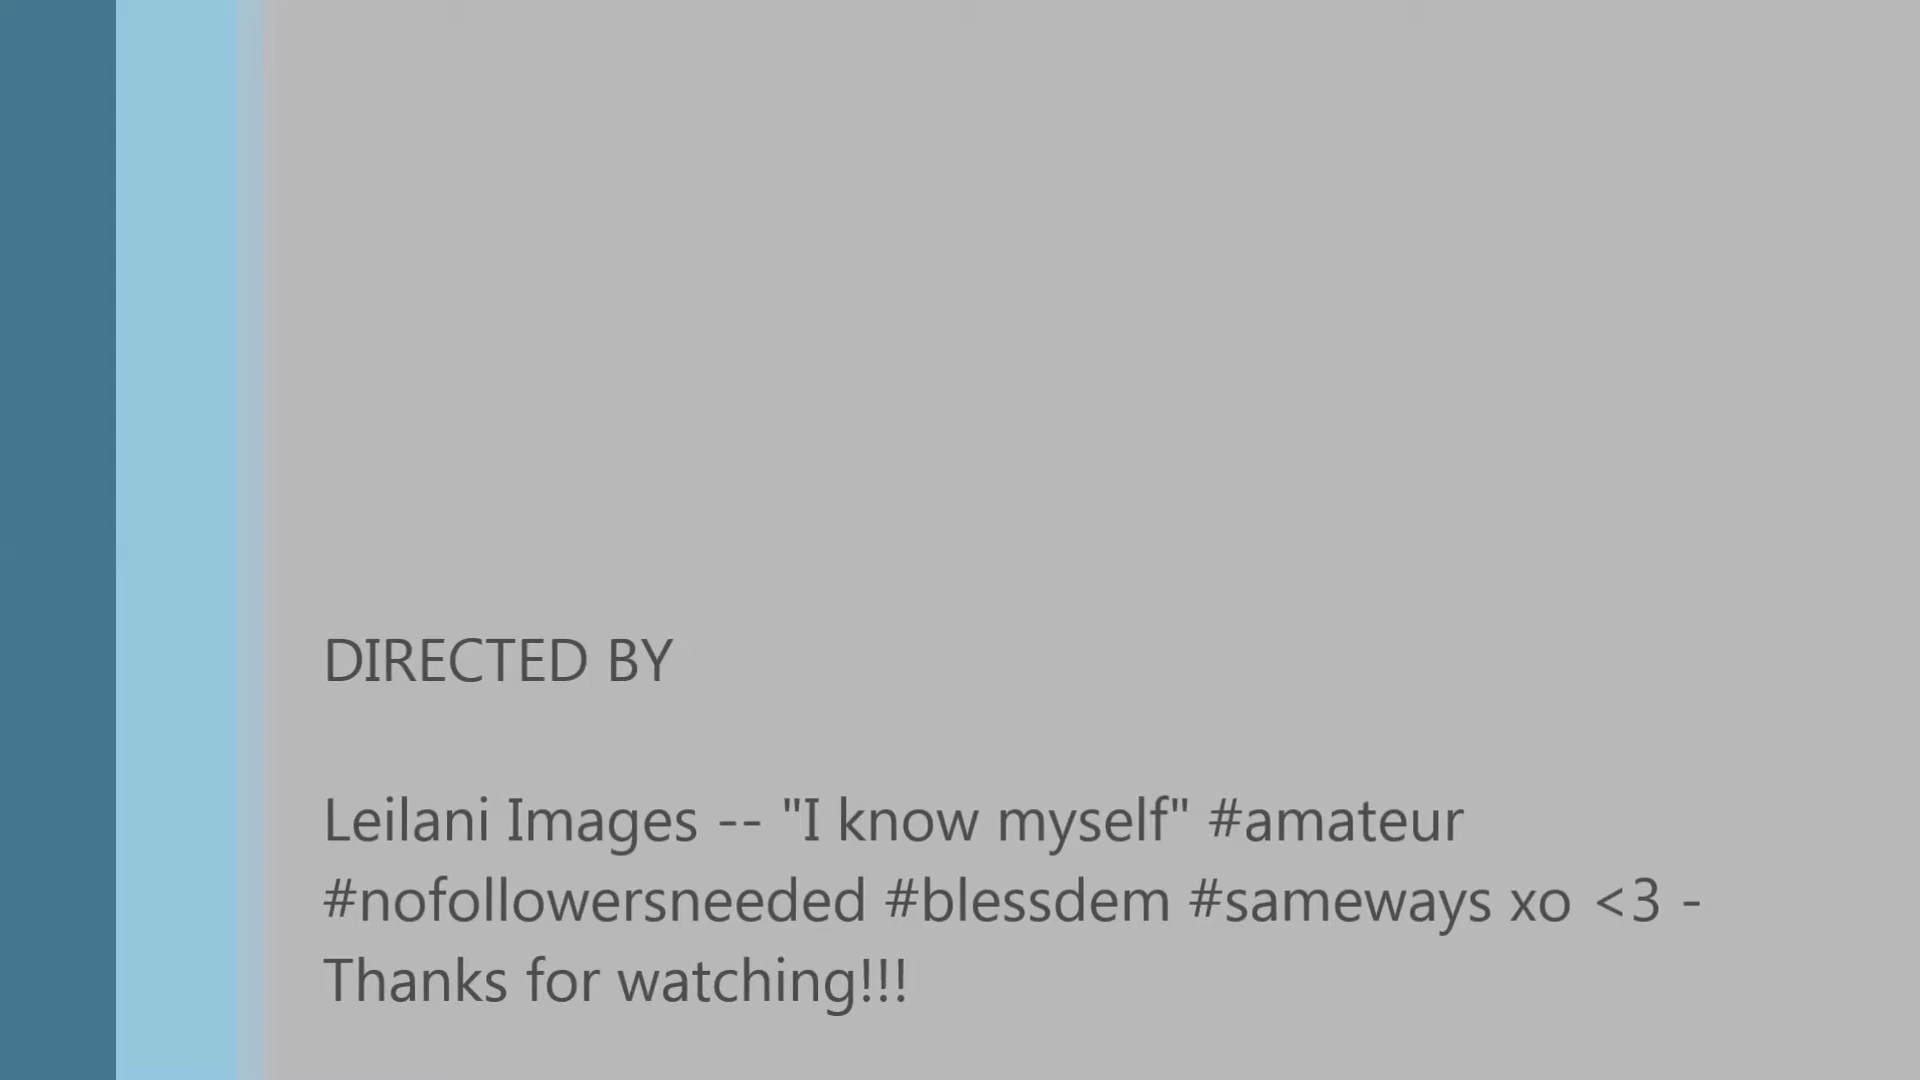 DIRECTED BY
Leilani Images -- "I know myself" #amateur
#nofollowersneeded #blessdem #sameways xo <3 -
Thanks for watching!!!